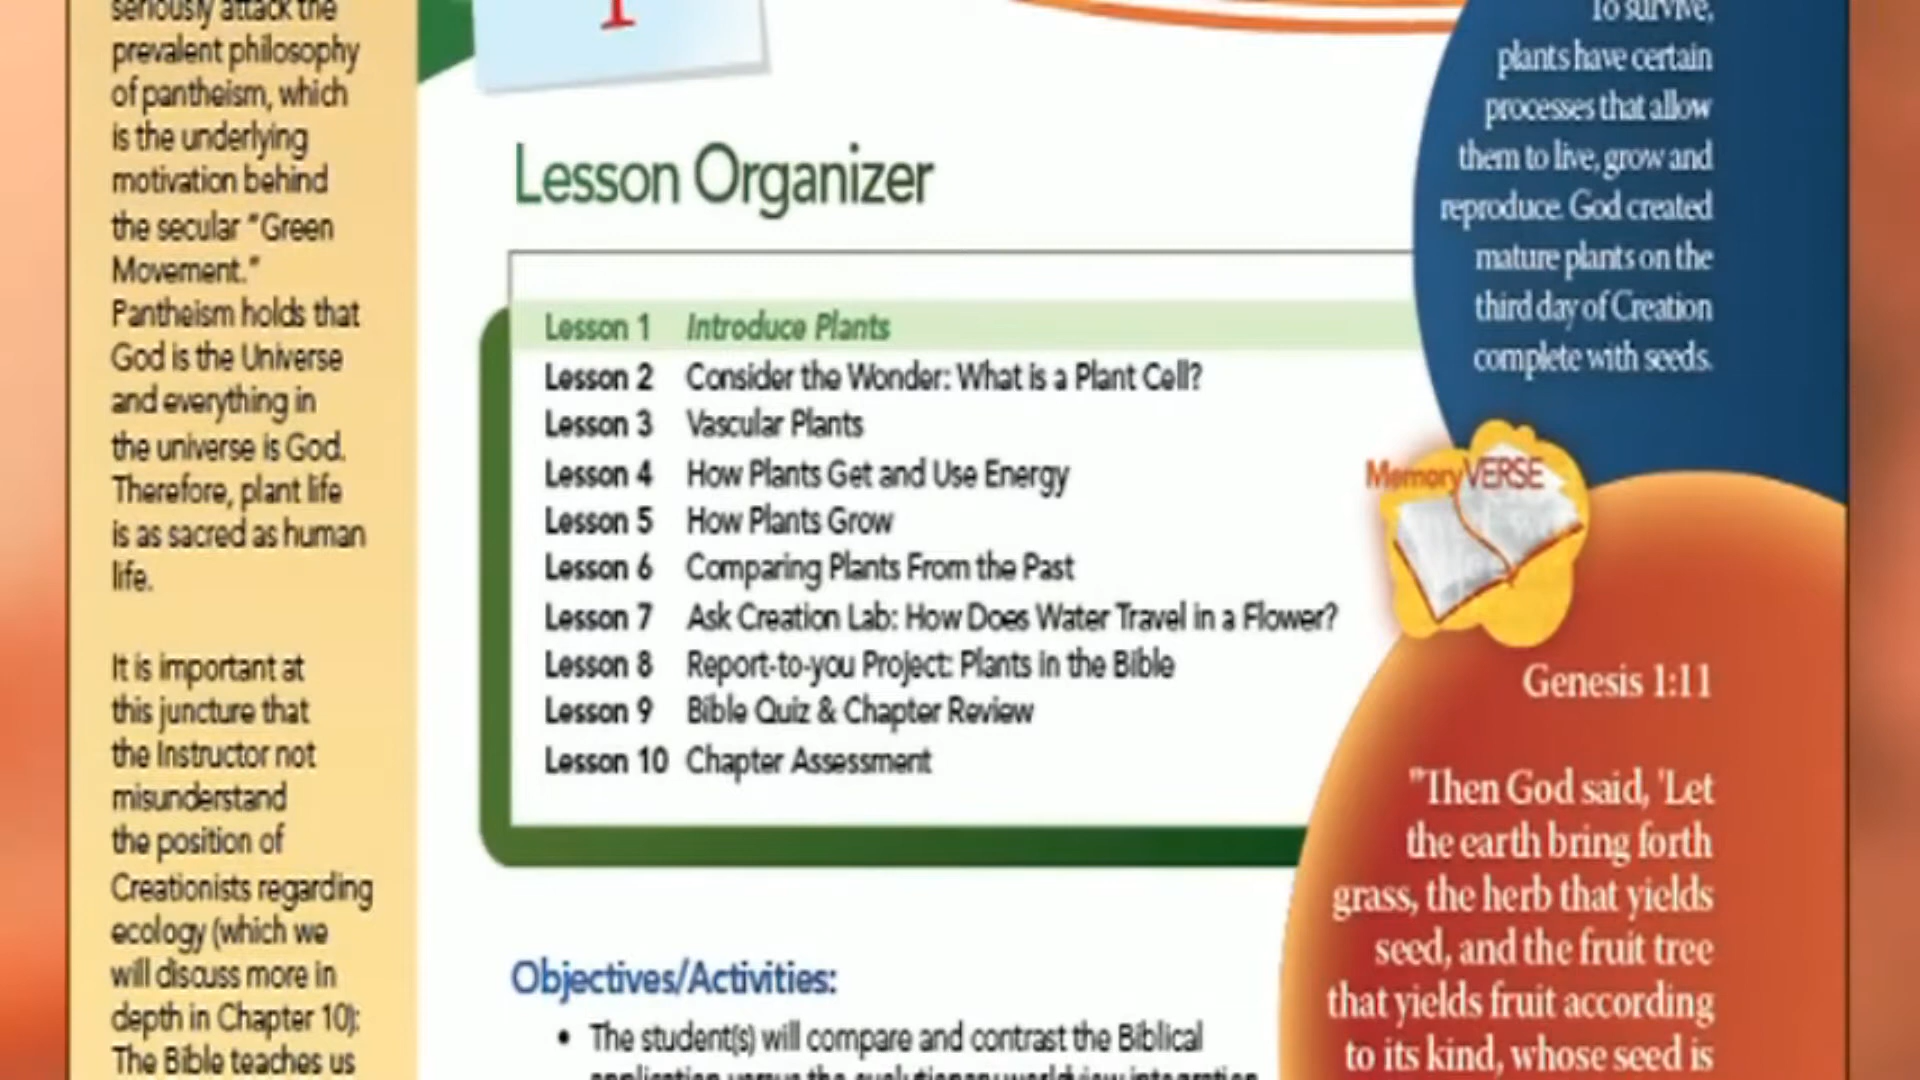 seriously attack the
prevalent philosophy
of pantheism, which
is the underlying
motivation behind
the secular "Green
Movement."
Pantheism holds that
God is the Universe
and everything in
the universe is God.
Therefore, plant life
is as sacred as human
life.
It is important at
this juncture that
the Instructor not
misunderstand
the position of
Creationists regarding
ecology (which we
will discuss more in
depth in Chapter 10):
The Bible teaches us
1
Lesson Organizer
Lesson 1 Introduce Plants
Lesson 2 Consider the Wonder: What is a Plant Cell?
Lesson 3 Vascular Plants
Lesson 4 How Plants Get and Use Energy
Lesson 5 How Plants Grow
Lesson 6 Comparing Plants From the Past
Lesson 7 Ask Creation Lab: How Does Water Travel in a Flower?
Lesson 8 Report-to-you Project: Plants in the Bible
Lesson 9 Bible Quiz & Chapter Review
Lesson 10 Chapter Assessment
Objectives/Activities:
• The student(s) will compare and contrast the Biblical
application versus the evolutionary worldview integration
To survive,
plants have certain
processes that allow
them to live, grow and
reproduce. God created
mature plants on the
third day of Creation
complete with seeds.
Memory VERSE
Genesis 1:11
"Then God said, 'Let
the earth bring forth
grass, the herb that yields
seed, and the fruit tree
that yields fruit according
to its kind, whose seed is